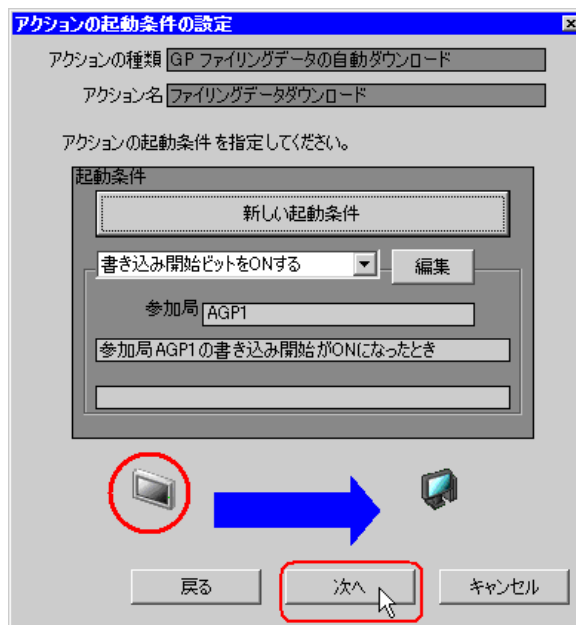 アクションの起動条件の設定
アクションの種類 GP ファイリングデータの自動ダウンロード
アクション名 ファイリングデータダウンロード
アクションの起動条件 を指定してください。
起動条件
新しい起動条件
書き込み開始ビットをONする 編集
参加局 AGP1
参加局 AGP1 の書き込み開始がONになったとき
戻る 次へ キャンセル